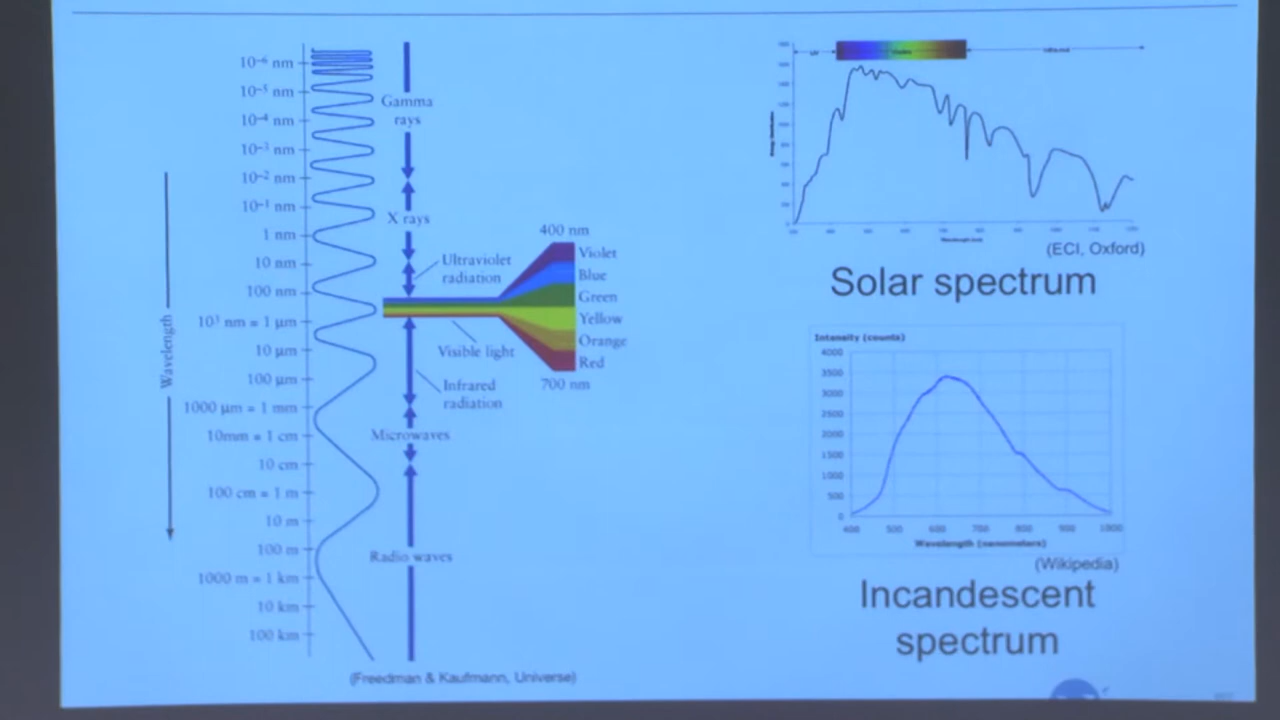 10⁻⁶ nm
10⁻⁵ nm
10⁻⁴ nm
10⁻³ nm
10⁻² nm
10⁻¹ nm
1 nm
10 nm
100 nm
10³ nm = 1 μm
10 μm
100 μm
1000 μm = 1 mm
10mm = 1 cm
10 cm
100 cm = 1 m
10 m
100 m
1000 m = 1 km
10 km
100 km
Wavelength
Gamma
rays
X rays
Ultraviolet
radiation
Visible light
Infrared
radiation
Microwaves
Radio waves
400 nm
Violet
Blue
Green
Yellow
Orange
Red
700 nm
(Freedman & Kaufmann, Universe)
(ECI, Oxford)
Solar spectrum
Intensity (counts)
4000
3500
3000
2500
2000
1500
1000
500
0
400 500 600 700 800 900 1000
Wavelength (nanometers)
(Wikipedia)
Incandescent
spectrum